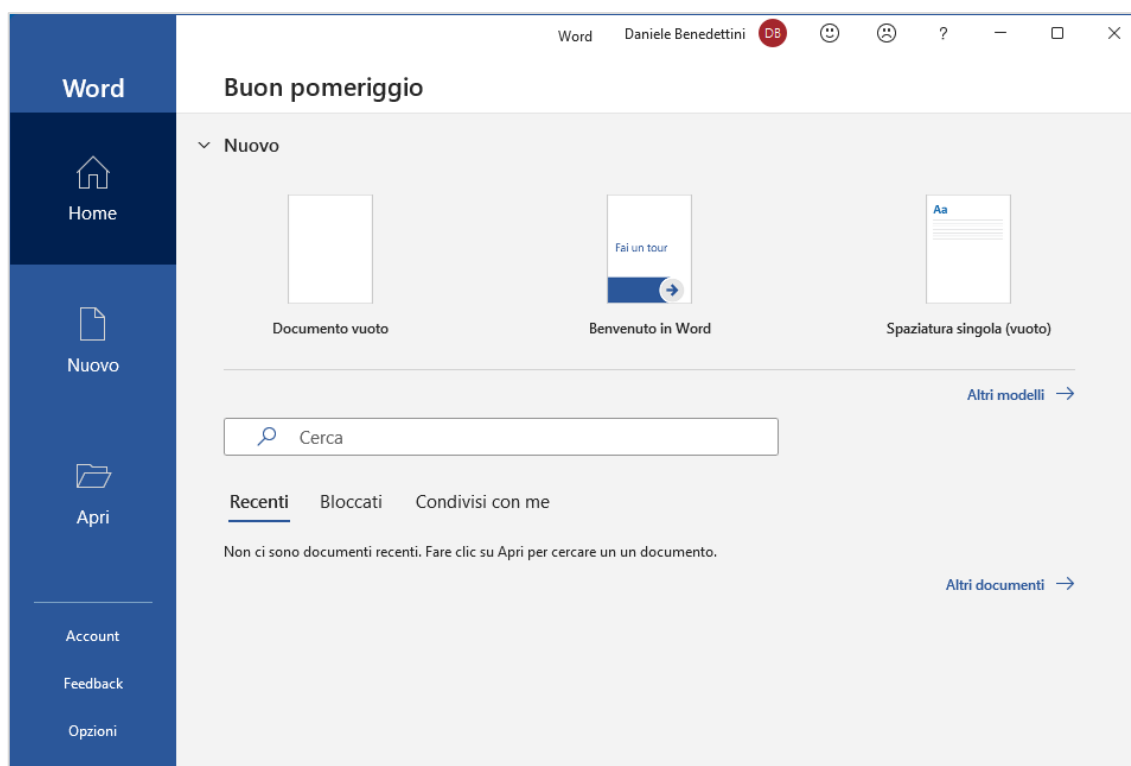 Word Daniele Benedettini DB ?
Word
Buon pomeriggio
Nuovo
Home
Aa
Fai un tour
Documento vuoto Benvenuto in Word Spaziatura singola (vuoto)
Nuovo
Altri modelli
Cerca
Apri
Recenti Bloccati Condivisi con me
Non ci sono documenti recenti. Fare clic su Apri per cercare un un documento.
Altri documenti
Account
Feedback
Opzioni